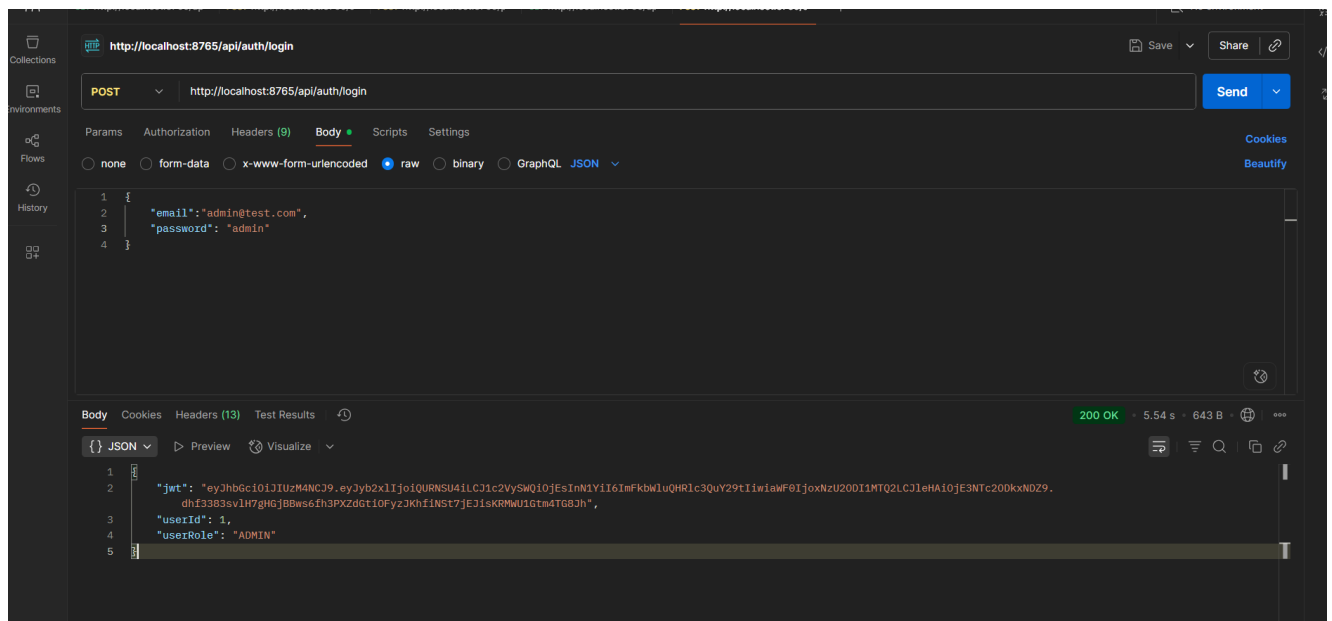 http://localhost:8765/api/auth/login
Save
Share
Collections
POST
http://localhost:8765/api/auth/login
Send
Environments
Params Authorization Headers (9) Body Scripts Settings
Cookies
Flows
none form-data x-www-form-urlencoded raw binary GraphQL JSON
Beautify
History
1 {
2 "email":"admin@test.com",
3 "password": "admin"
4 }
Body Cookies Headers (13) Test Results
200 OK 5.54 s 643 B
{} JSON Preview Visualize
1 {
2 "jwt": "eyJhbGciOiJIUzM4NCJ9.eyJyb2xlIjoiQURNSU4iLCJ1c2VySWQiOjEsInN1YiI6ImFkbWluQHRlc3QuY29tIiwiaWF0IjoxNzU2ODI1MTQ2LCJleHAiOjE3NTc2ODkxNDZ9.
dhf3383svlH7gHGjBBws6fh3PXZdGtiOFyzJKhfiNSt7jEJisKRMWU1Gtm4TG8Jh",
3 "userId": 1,
4 "userRole": "ADMIN"
5 }